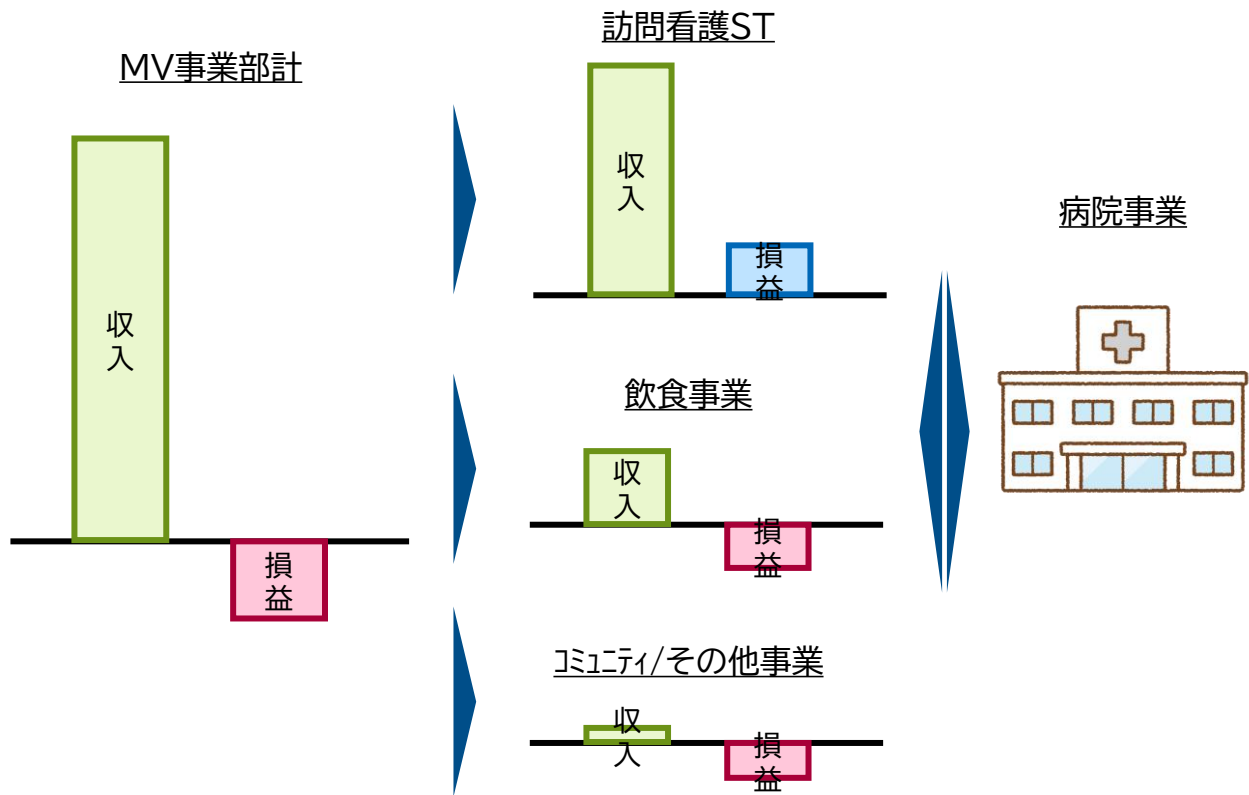 MV事業部計
収
入
損
益
訪問看護ST
収
入
損
益
飲食事業
収
入
損
益
ｺﾐｭﾆﾃｨ/その他事業
収
入
損
益
病院事業